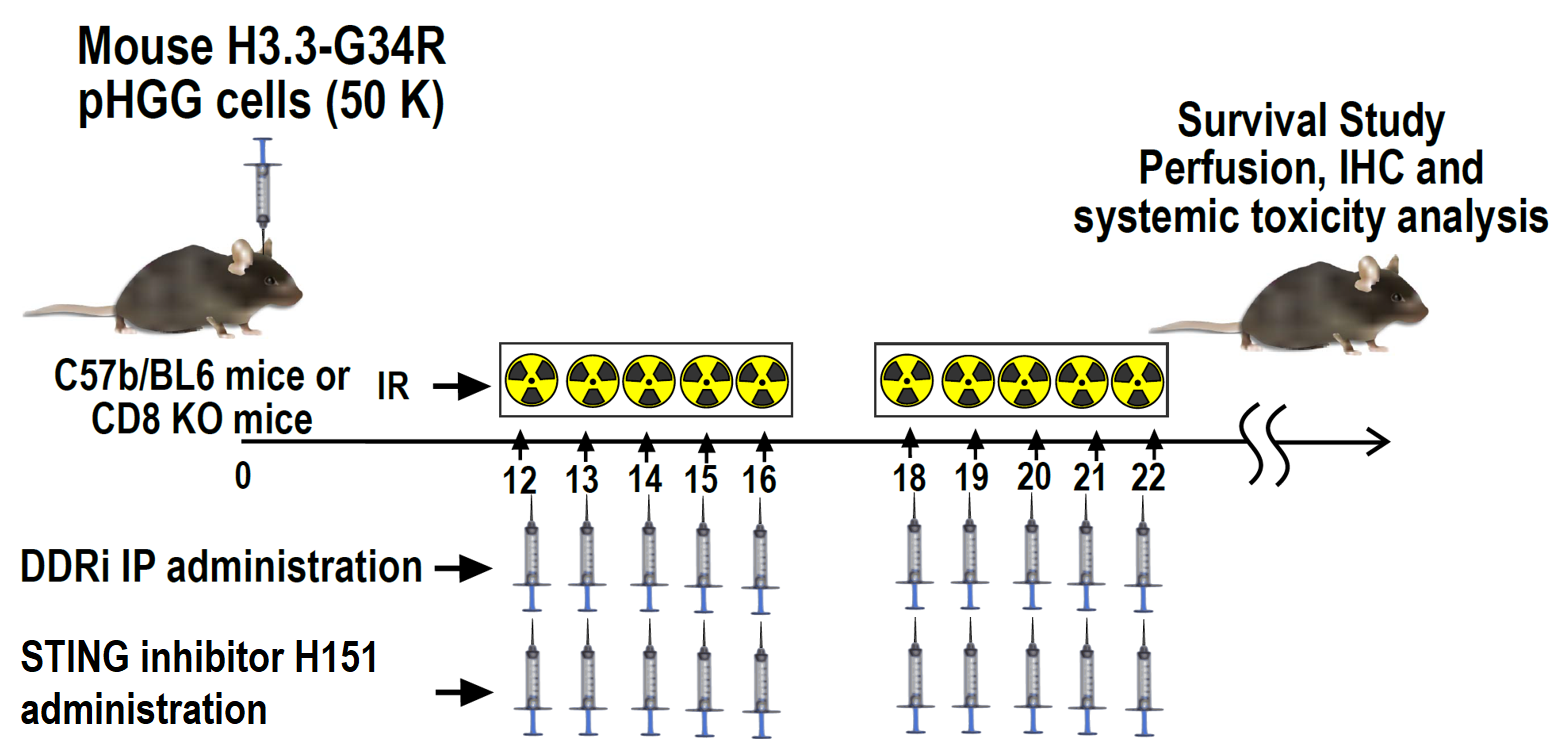 Mouse H3.3-G34R
pHGG cells (50 K)
Survival Study
Perfusion, IHC and
systemic toxicity analysis
C57b/BL6 mice or
CD8 KO mice
IR
0
12 13 14 15 16 18 19 20 21 22
DDRi IP administration
STING inhibitor H151
administration